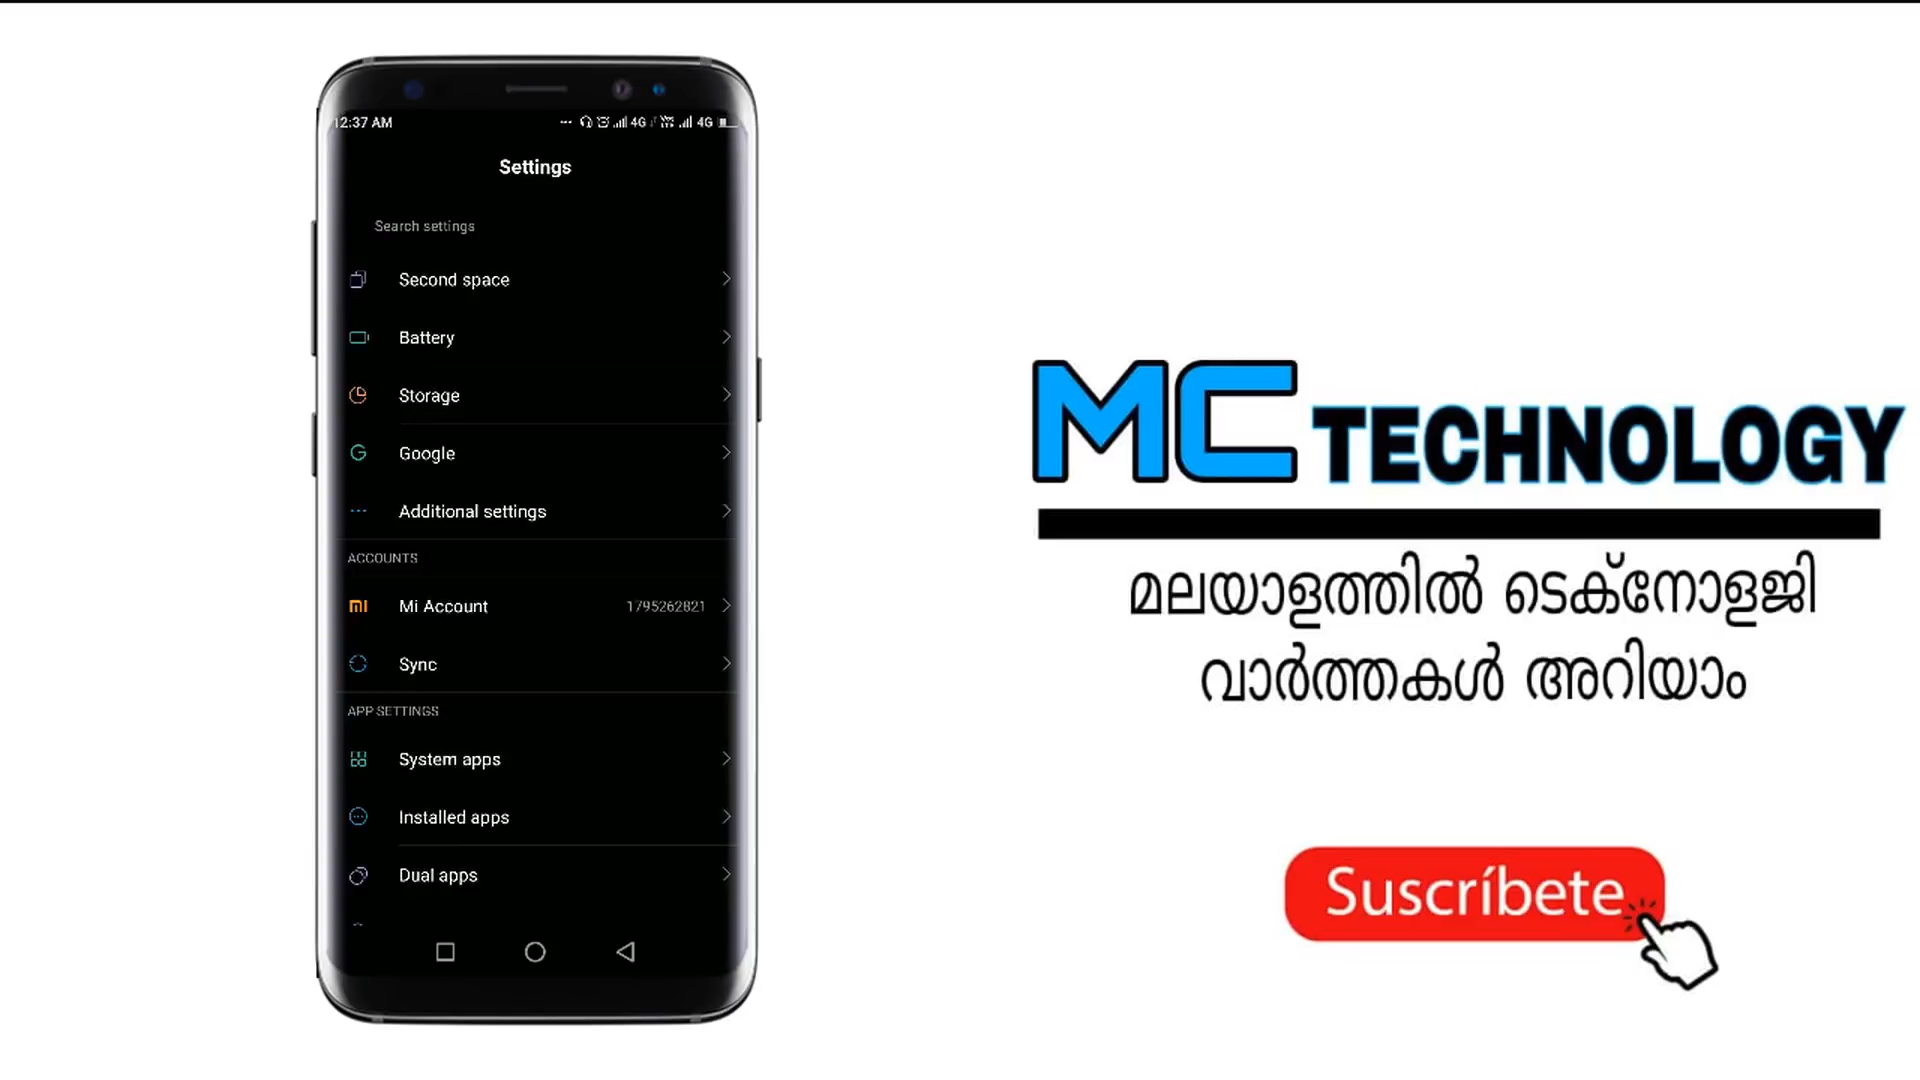 12:37 AM
4G
4G
Settings
Search settings
Second space
Battery
Storage
Google
Additional settings
ACCOUNTS
Mi Account 1795262821
Sync
APP SETTINGS
System apps
Installed apps
Dual apps
MC TECHNOLOGY
മലയാളത്തിൽ ടെക്നോളജി
വാർത്തകൾ അറിയാം
Suscríbete